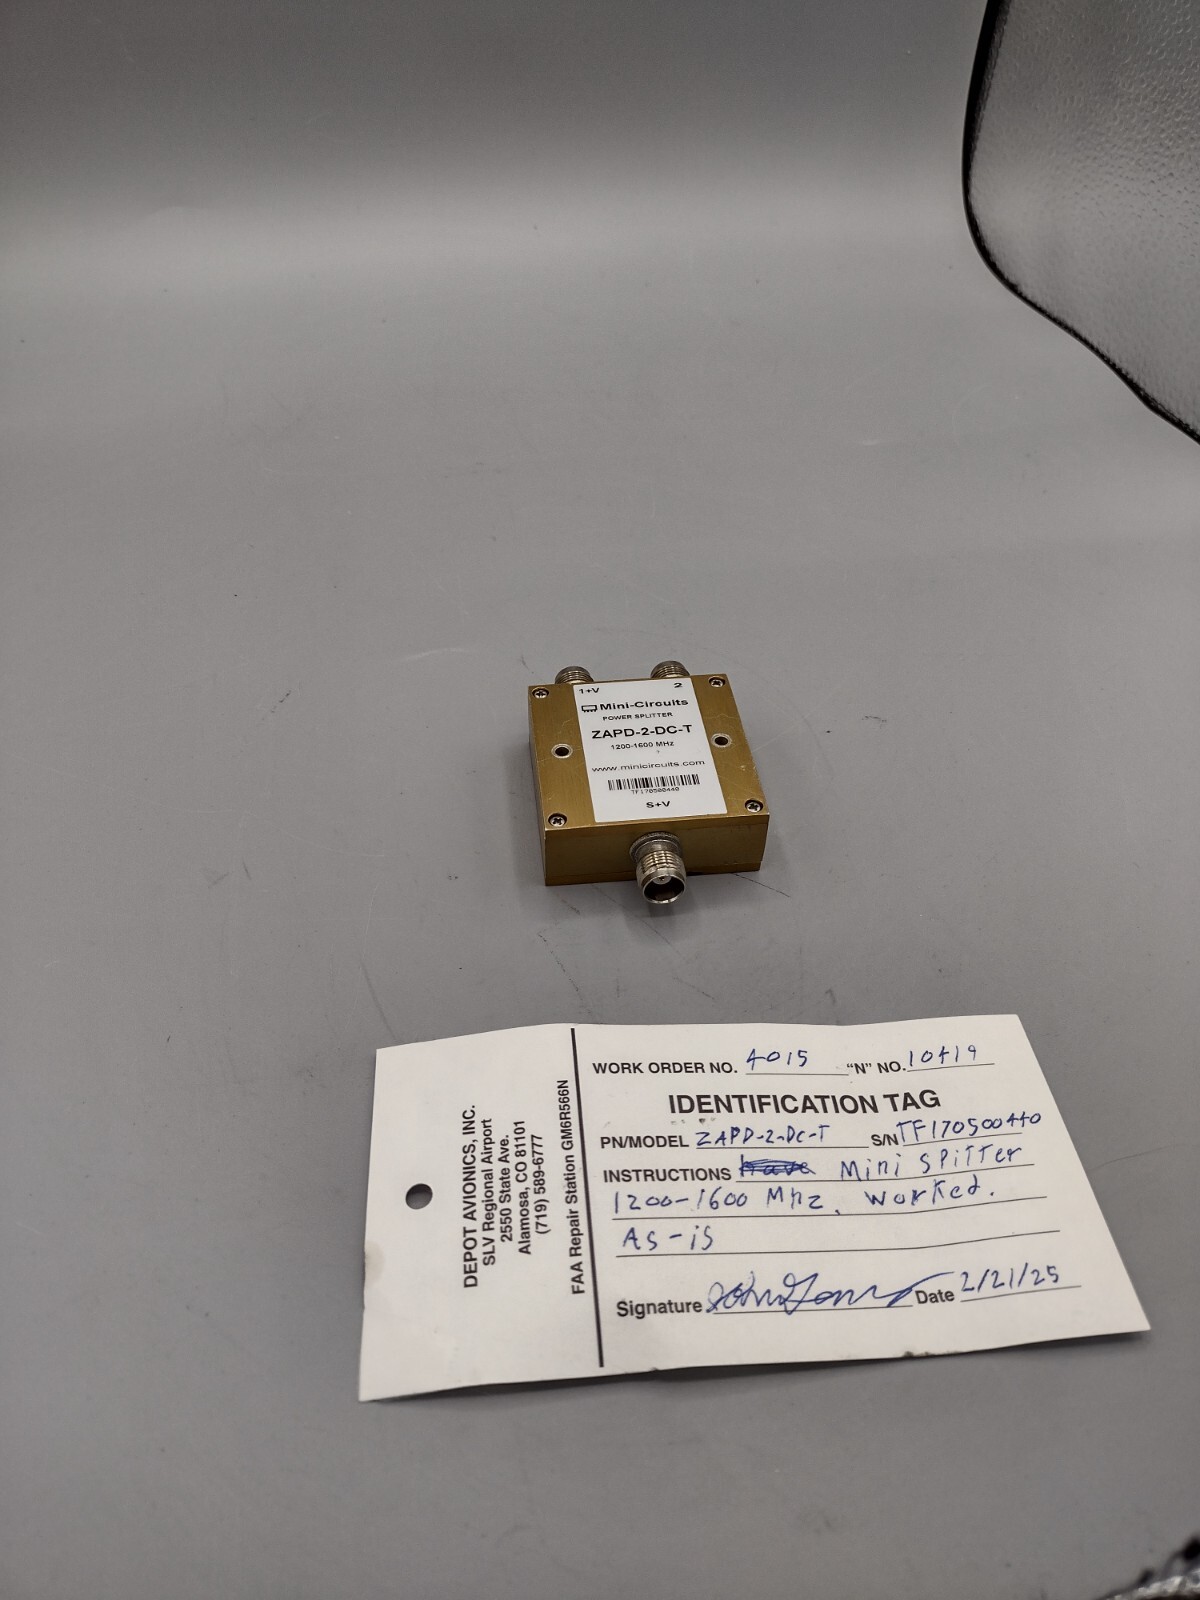 1+V 2
Mini-Circuits
POWER SPLITTER
ZAPD-2-DC-T
1200-1600 MHz
www.minicircuits.com
TF170500440
S+V
DEPOT AVIONICS, INC.
SLV Regional Airport
2550 State Ave.
Alamosa, CO 81101
(719) 589-6777
FAA Repair Station GM6R566N
WORK ORDER NO. 4015 "N" NO. 10419
IDENTIFICATION TAG
PN/MODEL ZAPD-2-DC-T S/N TF170500440
INSTRUCTIONS Mini Spitter
1200-1600 Mhz. Worked.
As-is
Signature Date 2/21/25